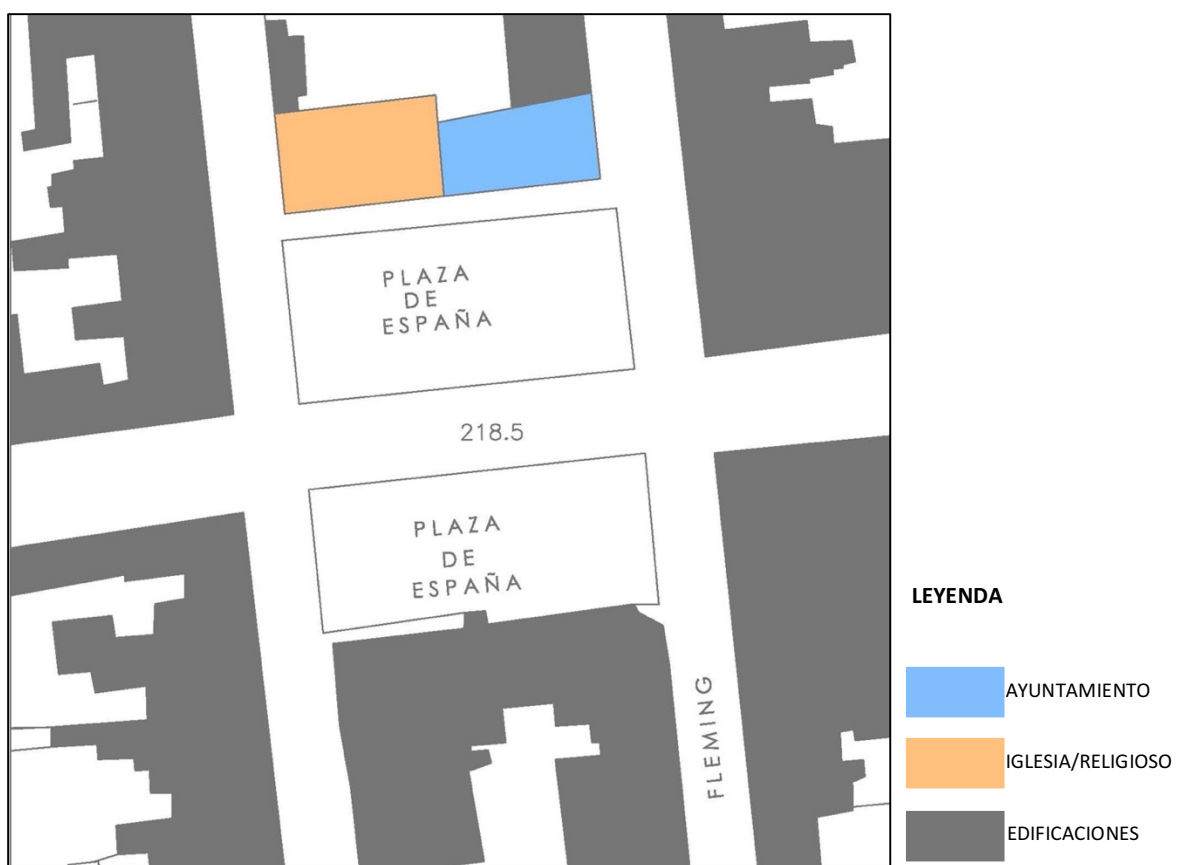 PLAZA
DE
ESPAÑA
218.5
PLAZA
DE
ESPAÑA
FLEMING
LEYENDA
AYUNTAMIENTO
IGLESIA/RELIGIOSO
EDIFICACIONES